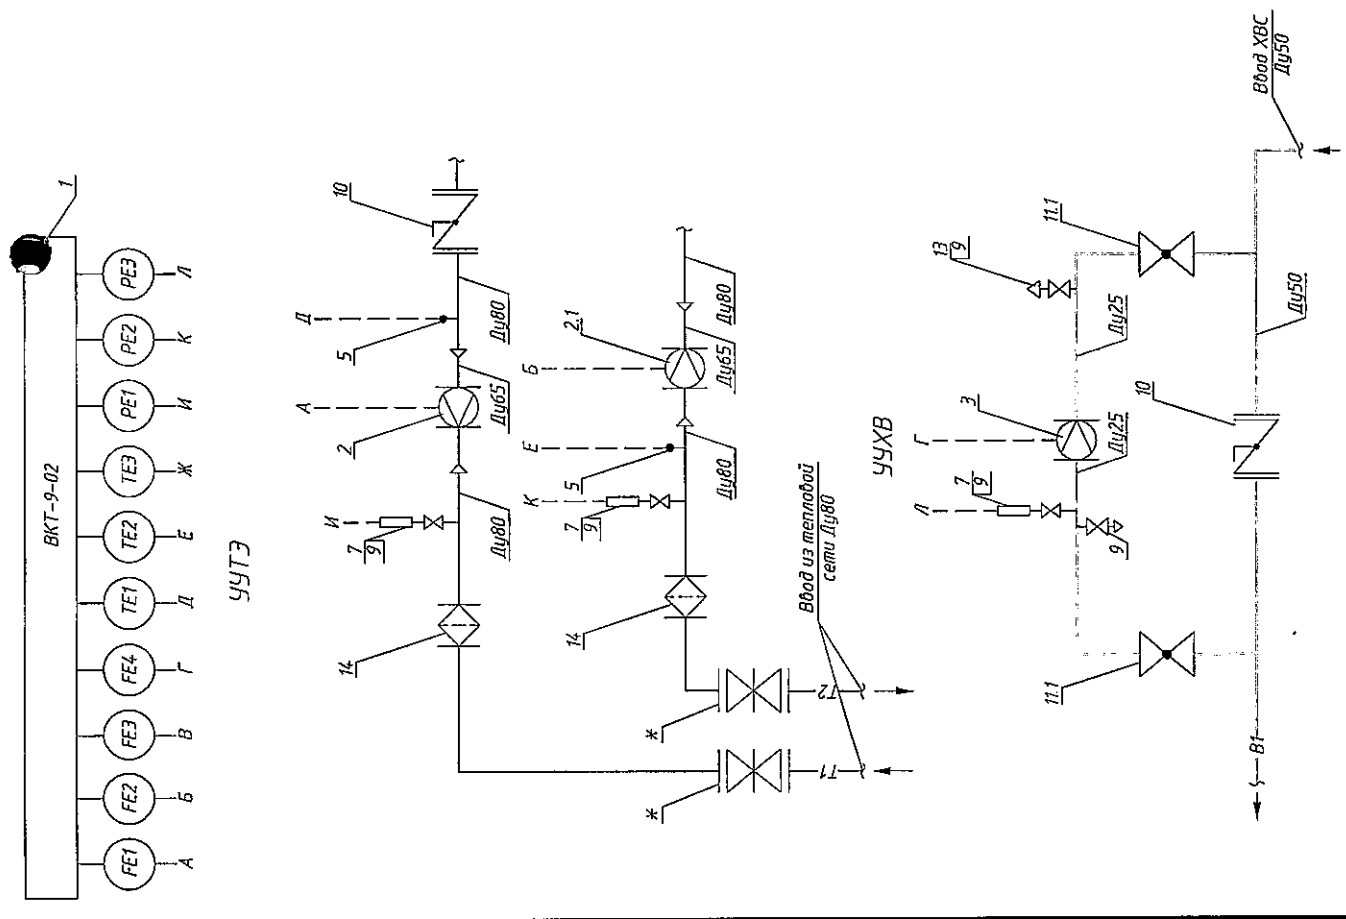 ВКТ-9-02
1
FE1
FE2
FE3
FE4
TE1
TE2
TE3
PE1
PE2
PE3
А
Б
В
Г
Д
Е
Ж
И
К
Л
УУТЭ
14
7
9
И
Ду80
2
А
Ду65
5
Д
Ду80
10
14
7
9
К
5
Е
Ду80
Б
2.1
Ду65
Ду80
*
*
Т1
Т2
Ввод из тепловой
сети Ду80
УУХВ
11.1
Л
7
9
9
Г
3
Ду25
Ду25
13
9
11.1
10
Ду50
В1
Ввод ХВС
Ду50